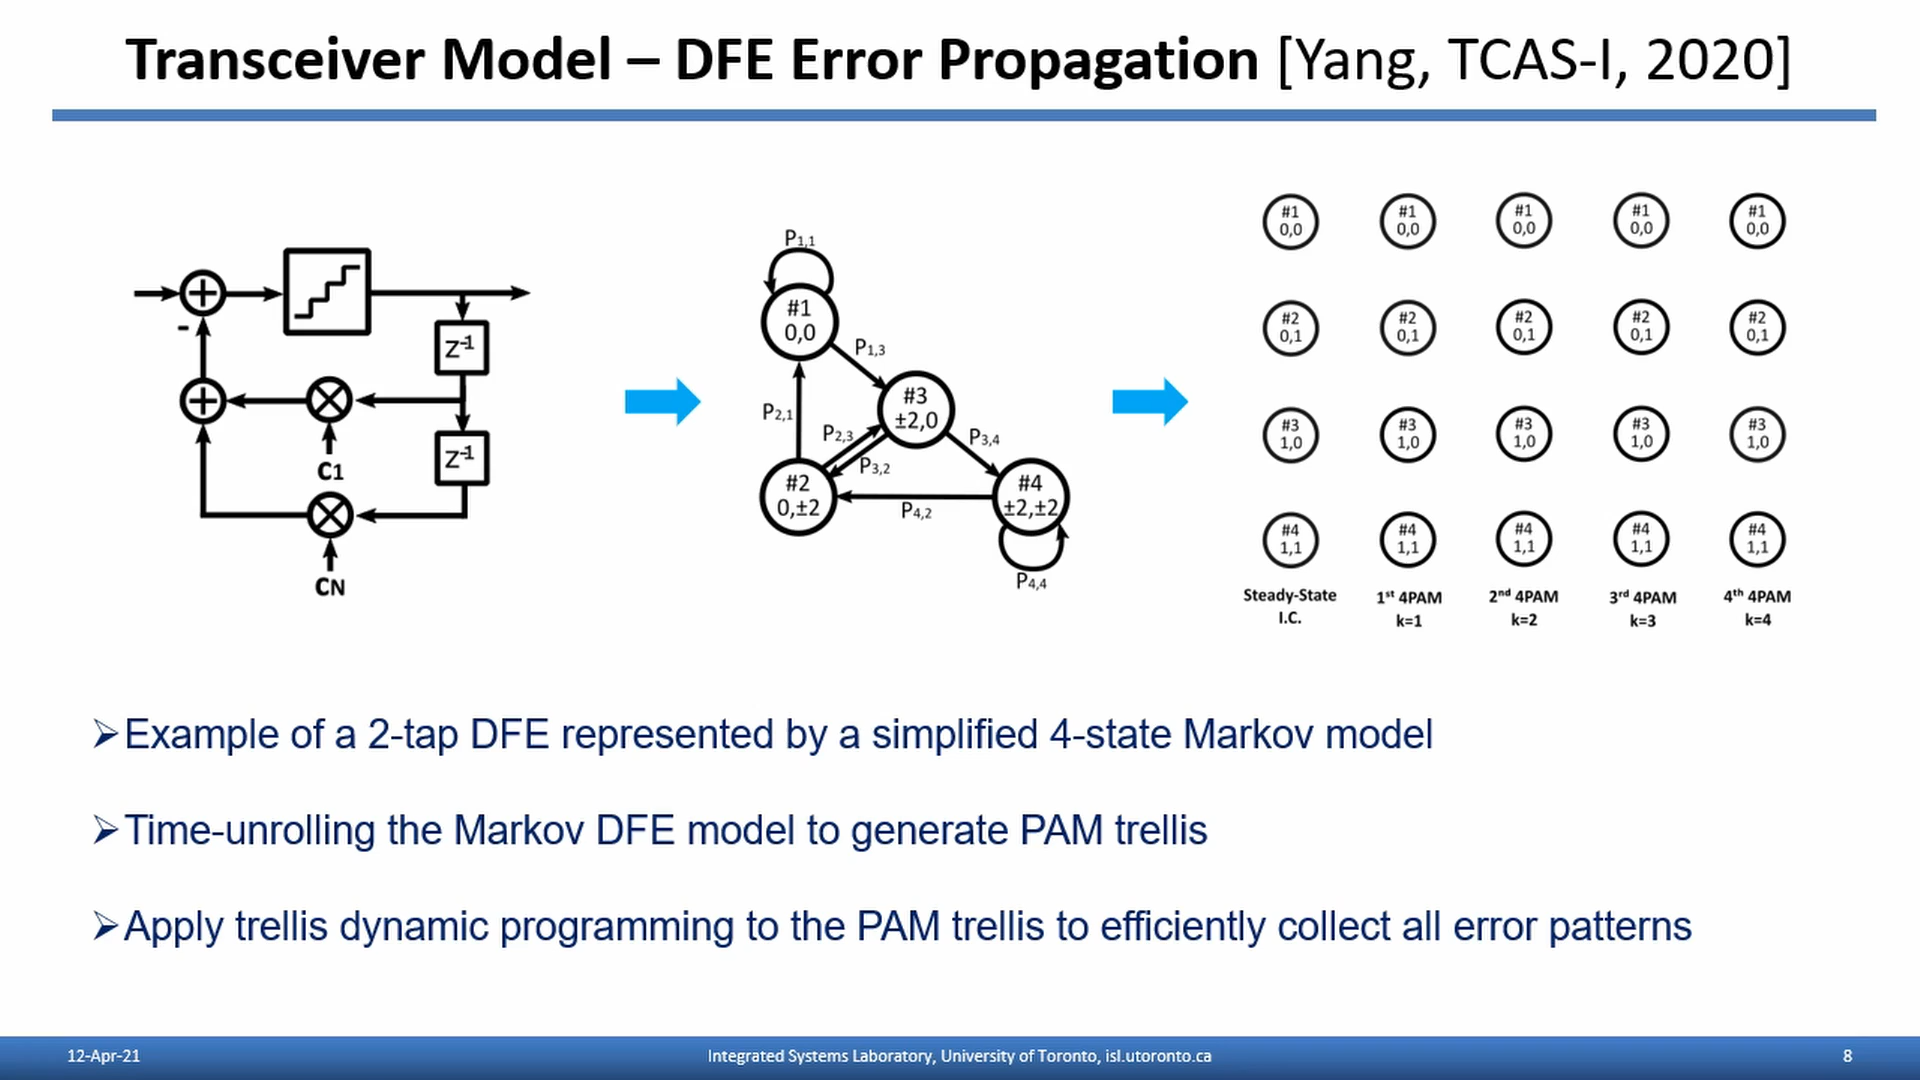 Transceiver Model – DFE Error Propagation [Yang, TCAS-I, 2020]
-
Z-1
C1
Z-1
CN
P1,1
#1
0,0
P1,3
#3
±2,0
P2,1
P2,3
P3,2
P3,4
#2
0,±2
P4,2
#4
±2,±2
P4,4
#1 #1 #1 #1 #1
0,0 0,0 0,0 0,0 0,0
#2 #2 #2 #2 #2
0,1 0,1 0,1 0,1 0,1
#3 #3 #3 #3 #3
1,0 1,0 1,0 1,0 1,0
#4 #4 #4 #4 #4
1,1 1,1 1,1 1,1 1,1
Steady-State 1st 4PAM 2nd 4PAM 3rd 4PAM 4th 4PAM
I.C. k=1 k=2 k=3 k=4
➢Example of a 2-tap DFE represented by a simplified 4-state Markov model
➢Time-unrolling the Markov DFE model to generate PAM trellis
➢Apply trellis dynamic programming to the PAM trellis to efficiently collect all error patterns
12-Apr-21 Integrated Systems Laboratory, University of Toronto, isl.utoronto.ca 8